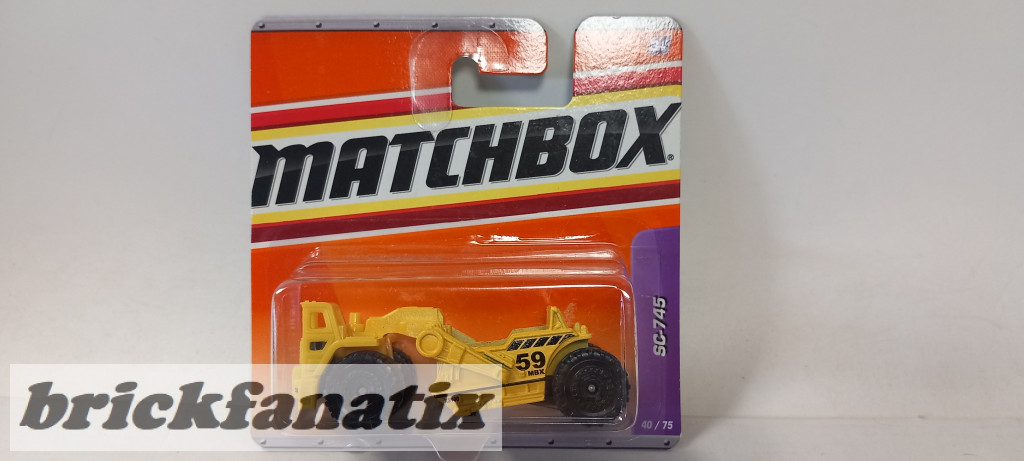 MATCHBOX®
SC-745
59
MBX
40 / 75
brickfanatix